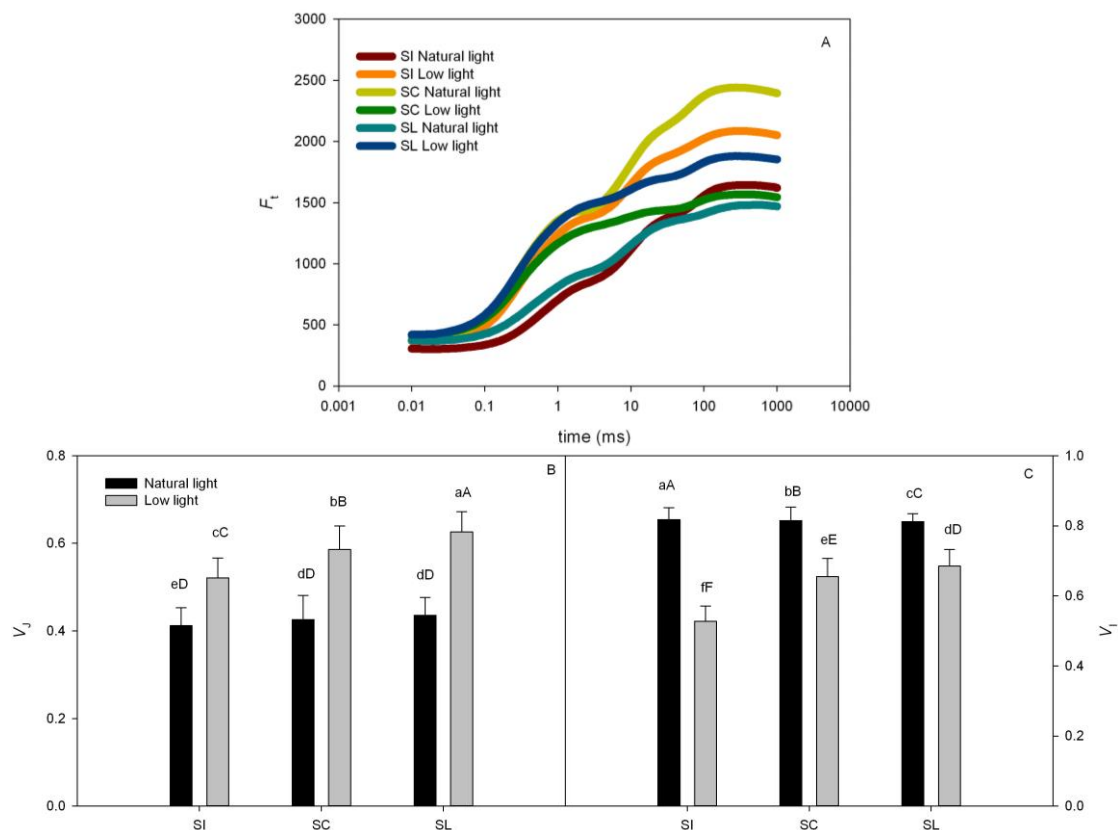 3000
A
2500
2000
1500
1000
500
0
SI Natural light
SI Low light
SC Natural light
SC Low light
SL Natural light
SL Low light
Ft
0.001 0.01 0.1 1 10 100 1000 10000
time (ms)
0.8
B
0.6
0.4
0.2
0.0
VJ
Natural light
Low light
eD cC dD bB dD aA
SI SC SL
C
aA fF bB eE cC dD
SI SC SL
1.0
0.8
0.6
0.4
0.2
0.0
VI